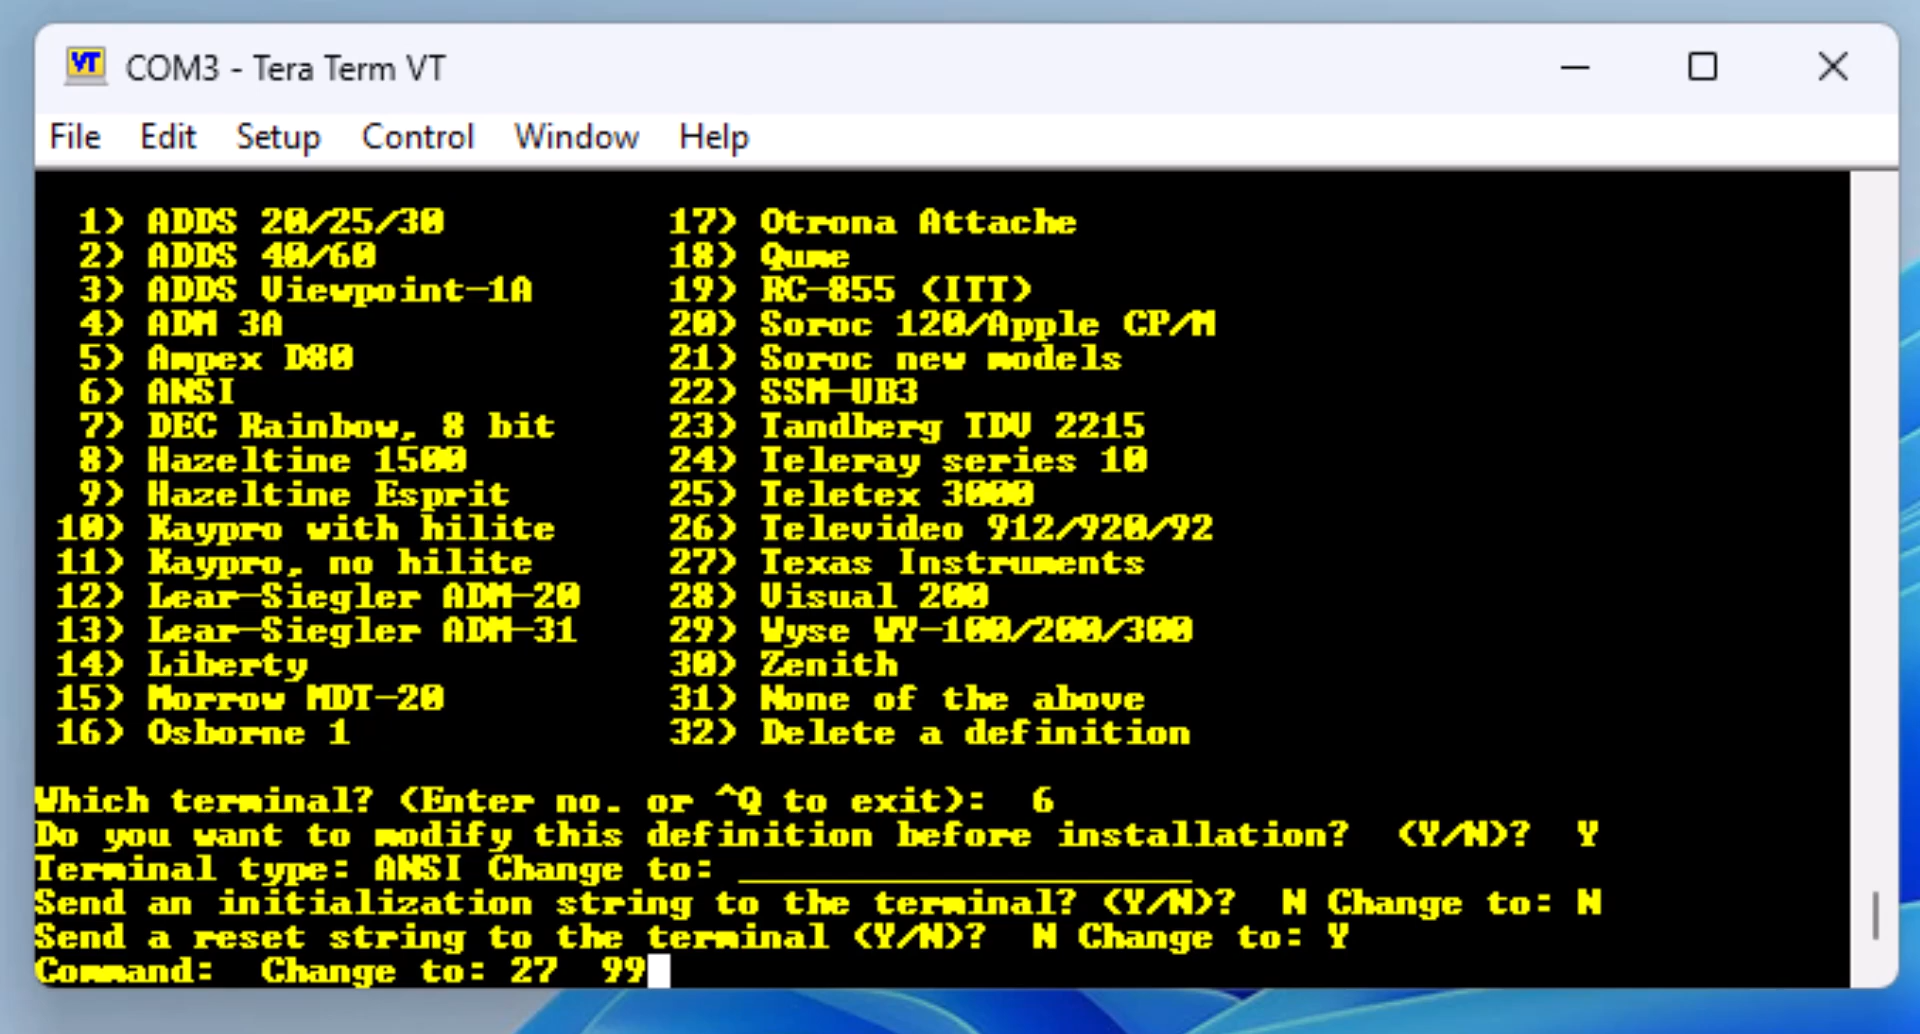 VT COM3 - Tera Term VT
File Edit Setup Control Window Help
1) ADDS 20/25/30 17) Otrona Attache
2) ADDS 40/60 18) Qume
3) ADDS Viewpoint-1A 19) RC-855 (ITT)
4) ADM 3A 20) Soroc 120/Apple CP/M
5) Ampex D80 21) Soroc new models
6) ANSI 22) SSM-UB3
7) DEC Rainbow, 8 bit 23) Tandberg TDV 2215
8) Hazeltine 1500 24) Teleray series 10
9) Hazeltine Esprit 25) Teletex 3000
10) Kaypro with hilite 26) Televideo 912/920/92
11) Kaypro, no hilite 27) Texas Instruments
12) Lear-Siegler ADM-20 28) Visual 200
13) Lear-Siegler ADM-31 29) Wyse WY-100/200/300
14) Liberty 30) Zenith
15) Morrow MDT-20 31) None of the above
16) Osborne 1 32) Delete a definition
Which terminal? (Enter no. or ^Q to exit): 6
Do you want to modify this definition before installation? (Y/N)? Y
Terminal type: ANSI Change to: ____________________
Send an initialization string to the terminal? (Y/N)? N Change to: N
Send a reset string to the terminal (Y/N)? N Change to: Y
Command: Change to: 27 99